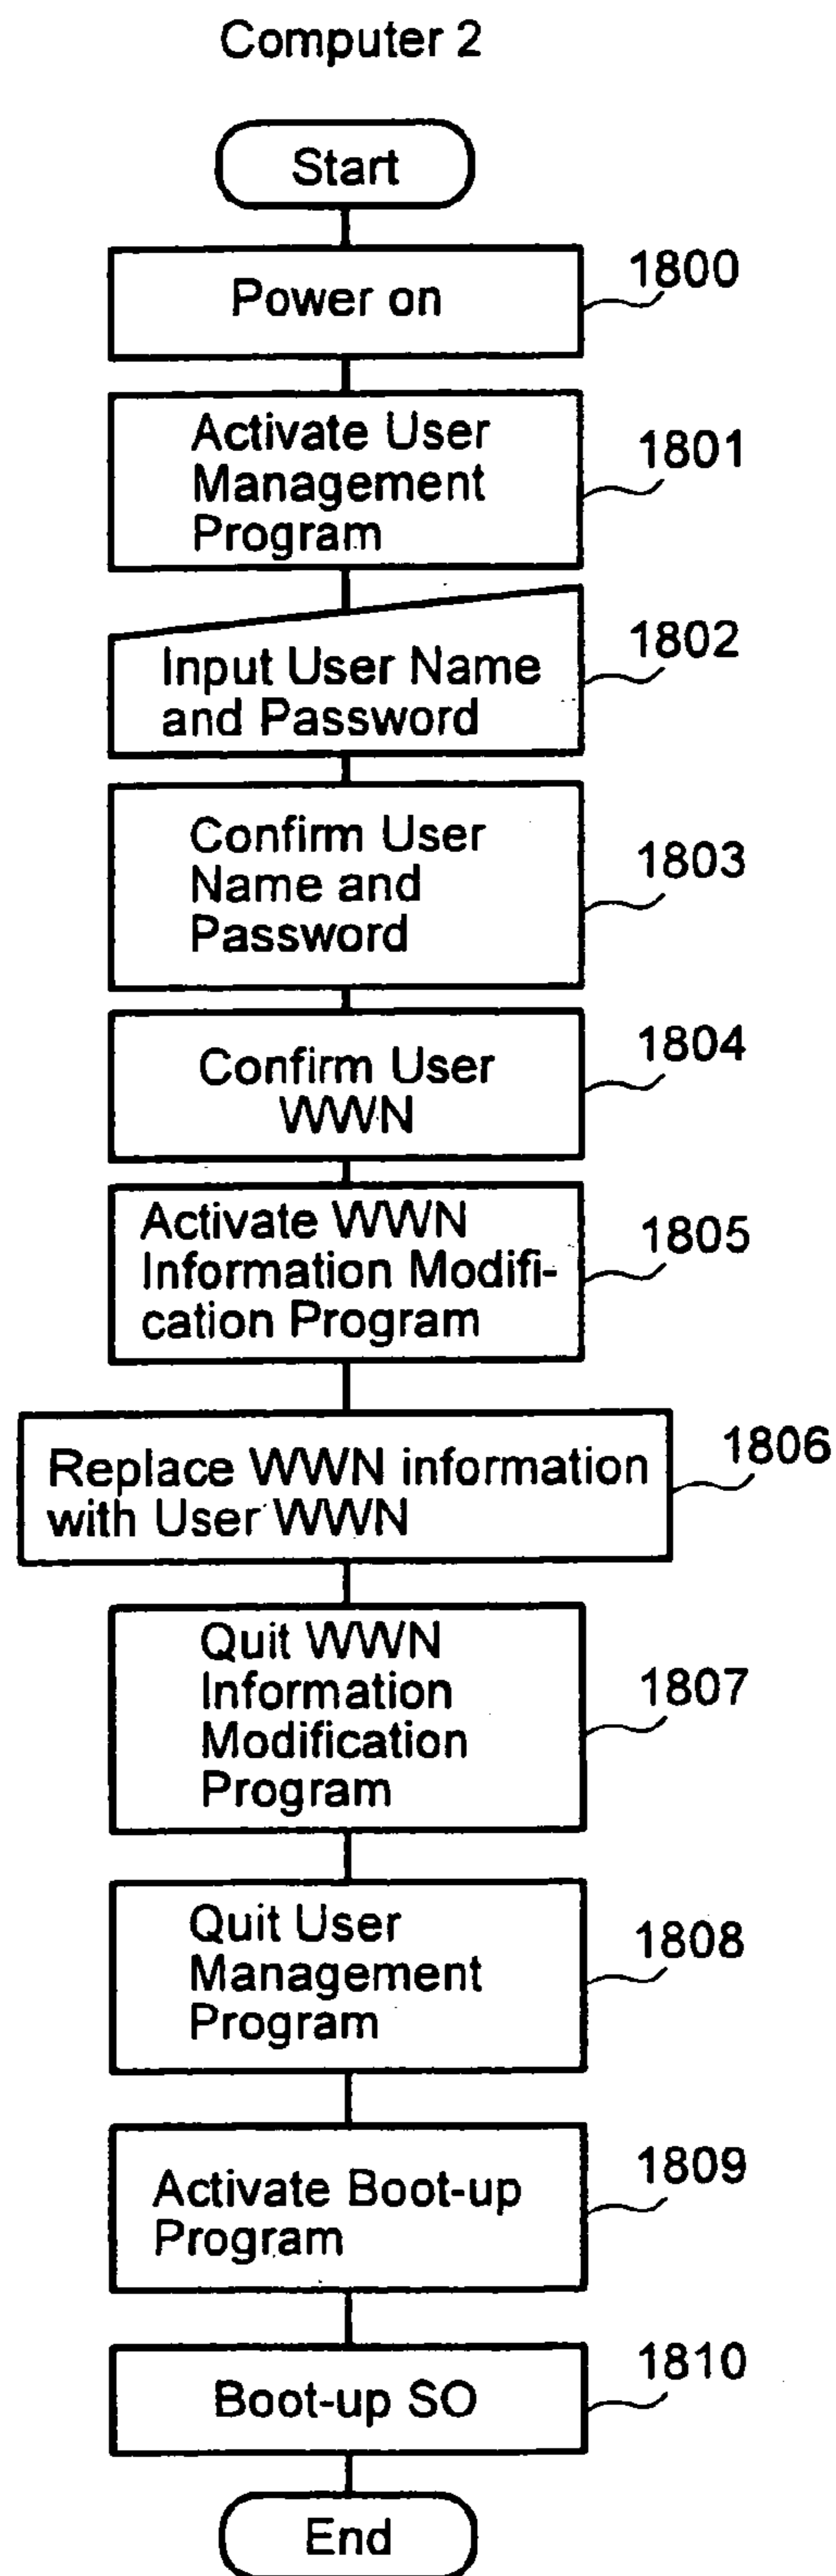 Computer 2
Start
Power on
1800
Activate User
Management
Program
1801
Input User Name
and Password
1802
Confirm User
Name and
Password
1803
Confirm User
WWN
1804
Activate WWN
Information Modifi-
cation Program
1805
Replace WWN information
with User WWN
1806
Quit WWN
Information
Modification
Program
1807
Quit User
Management
Program
1808
Activate Boot-up
Program
1809
Boot-up SO
1810
End